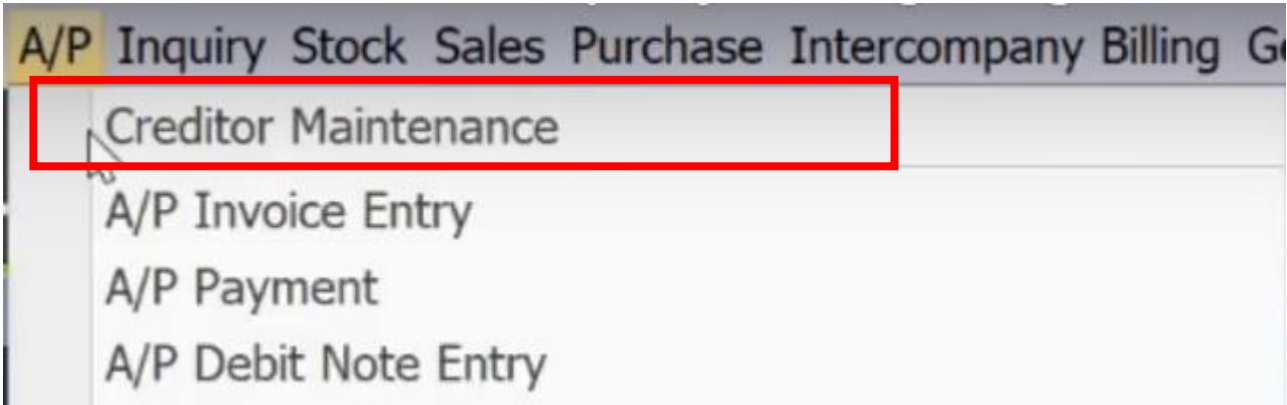 A/P Inquiry Stock Sales Purchase Intercompany Billing
Creditor Maintenance
A/P Invoice Entry
A/P Payment
A/P Debit Note Entry